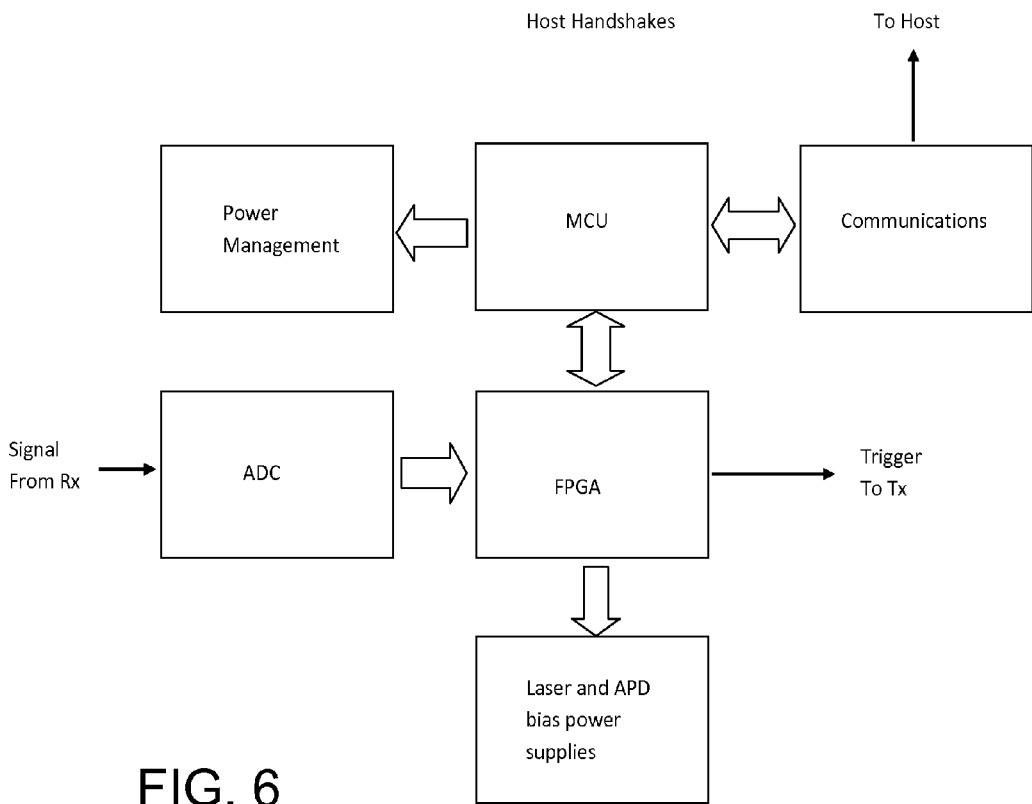 Host Handshakes
To Host
Power
Management
MCU
Communications
Signal
From Rx
ADC
FPGA
Trigger
To Tx
Laser and APD
bias power
supplies
FIG. 6